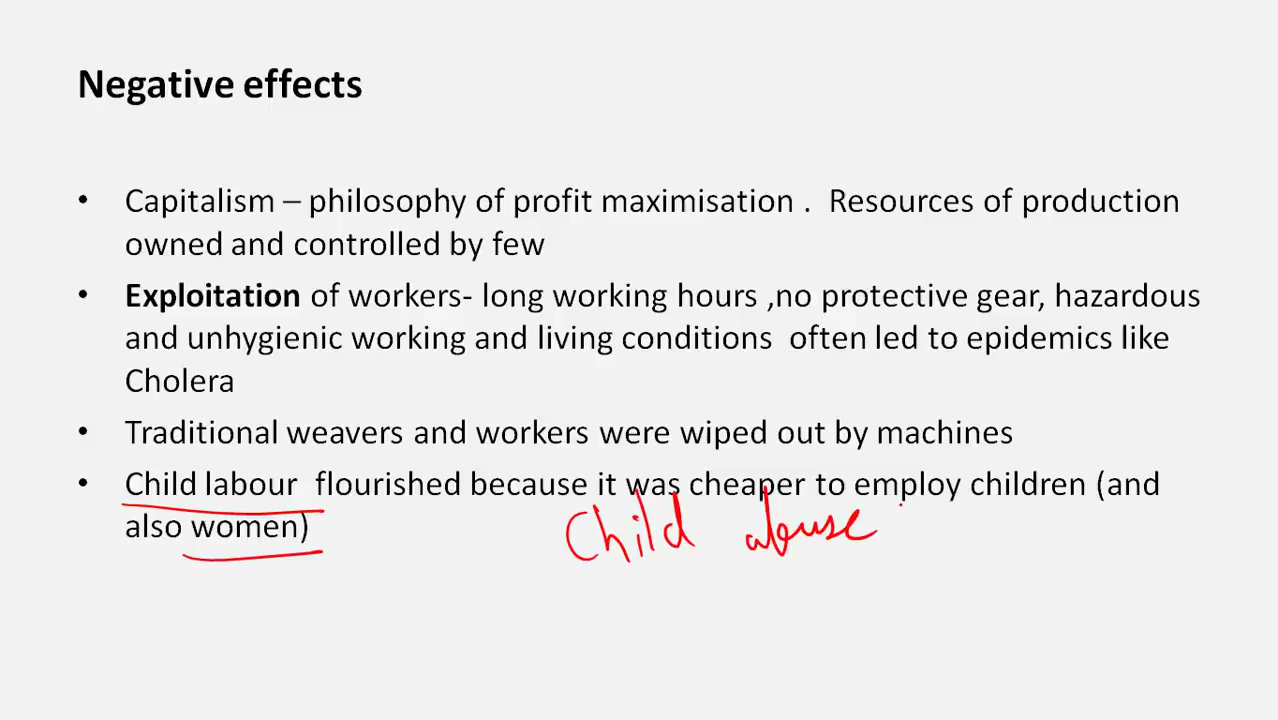 Negative effects
• Capitalism – philosophy of profit maximisation .  Resources of production
owned and controlled by few
• Exploitation of workers- long working hours ,no protective gear, hazardous
and unhygienic working and living conditions  often led to epidemics like
Cholera
• Traditional weavers and workers were wiped out by machines
• Child labour  flourished because it was cheaper to employ children (and
also women)
Child abuse